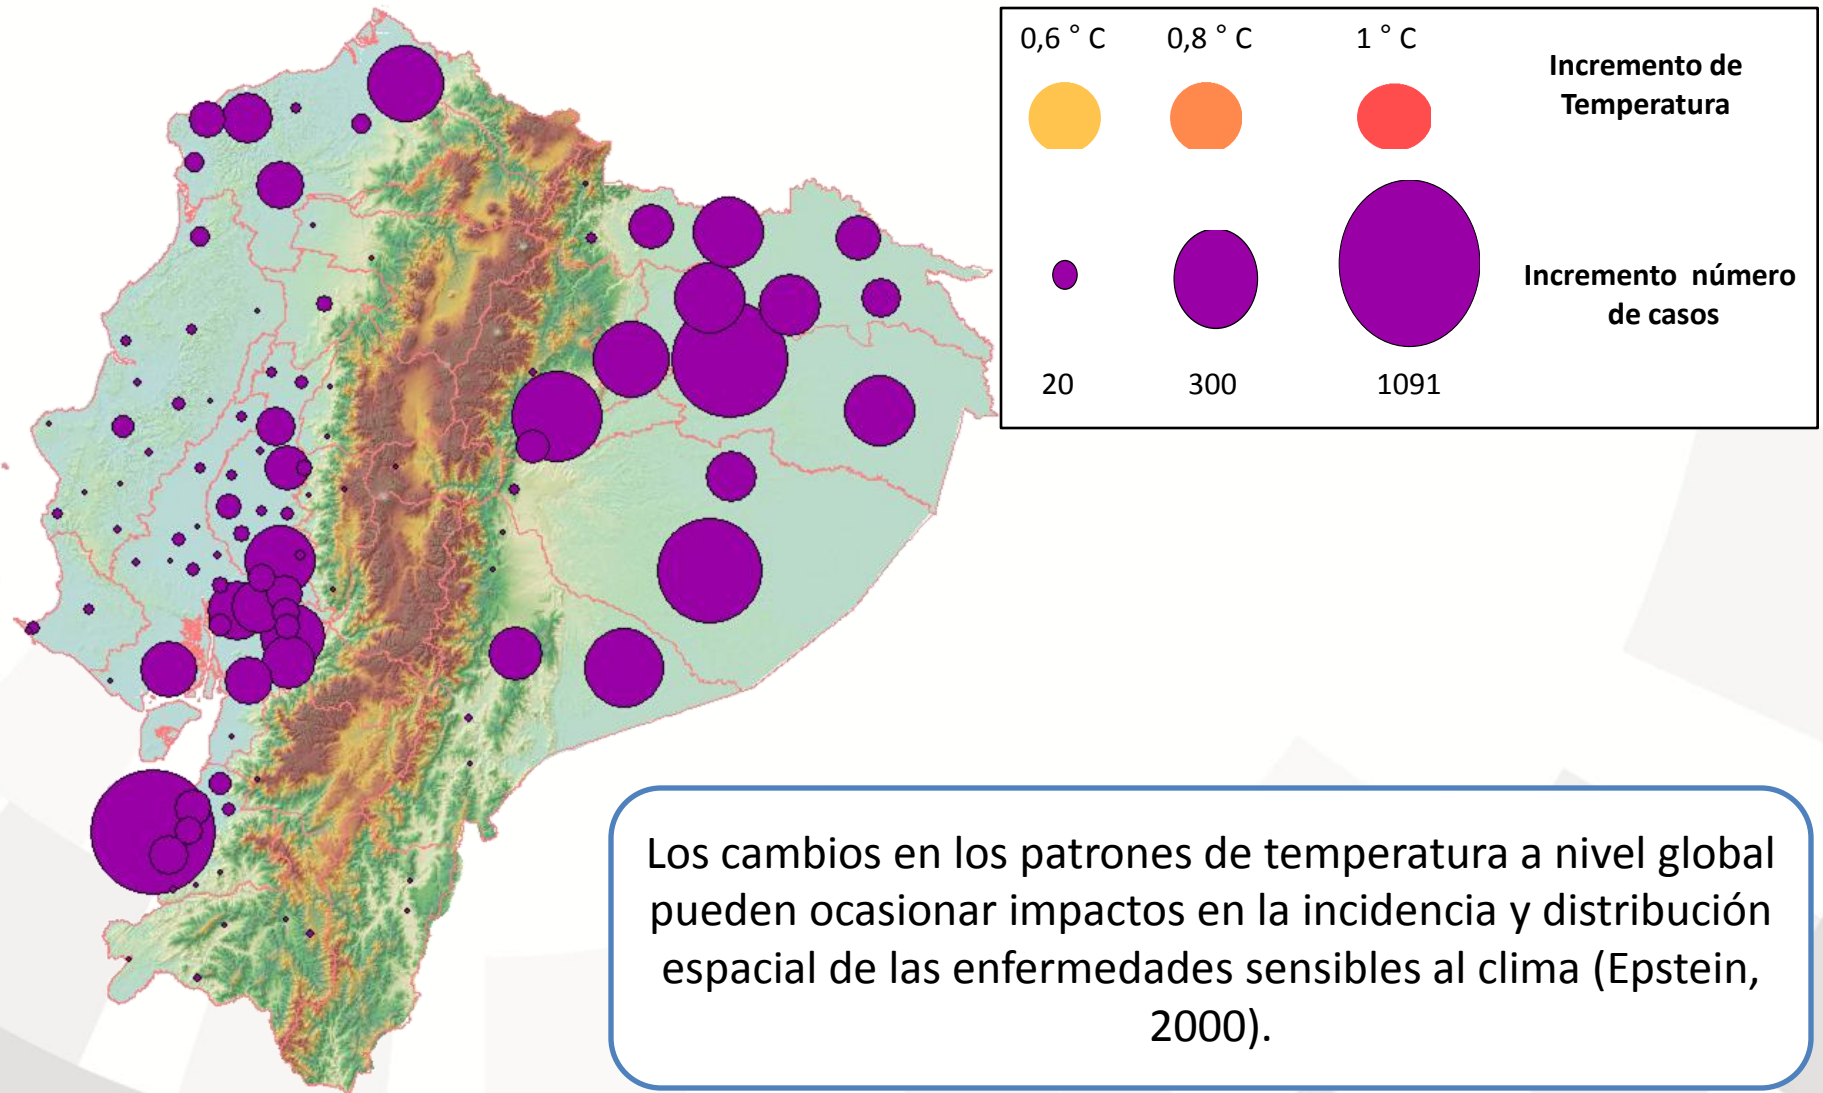 0,6 ° C 0,8 ° C 1 ° C
Incremento de
Temperatura
Incremento número
de casos
20 300 1091
Los cambios en los patrones de temperatura a nivel global
pueden ocasionar impactos en la incidencia y distribución
espacial de las enfermedades sensibles al clima (Epstein,
2000).